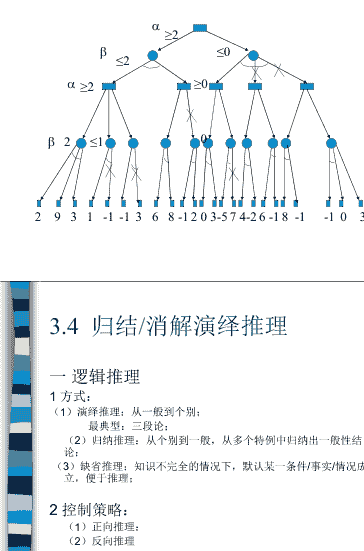 α ≥2
β ≤2 ≤0
α ≥2 ≥0
β 2 ≤1 0
2 9 3 1 -1 -1 3 6 8 -1 2 0 3 -5 7 4 -2 6 -1 8 -1 -1 0 3
3.4 归结/消解演绎推理
一 逻辑推理
1 方式：
（1）演绎推理：从一般到个别；
最典型：三段论；
（2）归纳推理：从个别到一般，从多个特例中归纳出一般性结
论；
（3）缺省推理：知识不完全的情况下，默认某一条件/事实/情况成
立，便于推理；
2 控制策略：
（1）正向推理：
（2）反向推理